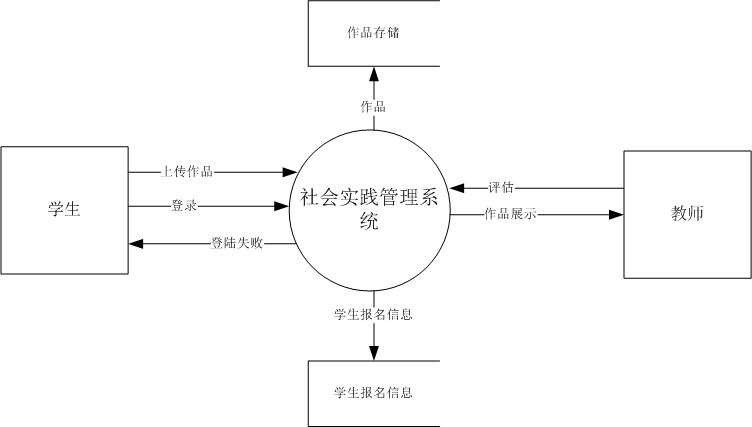 作品存储
作品
上传作品
学生
登录
登陆失败
社会实践管理系
统
评估
作品展示
教师
学生报名信息
学生报名信息